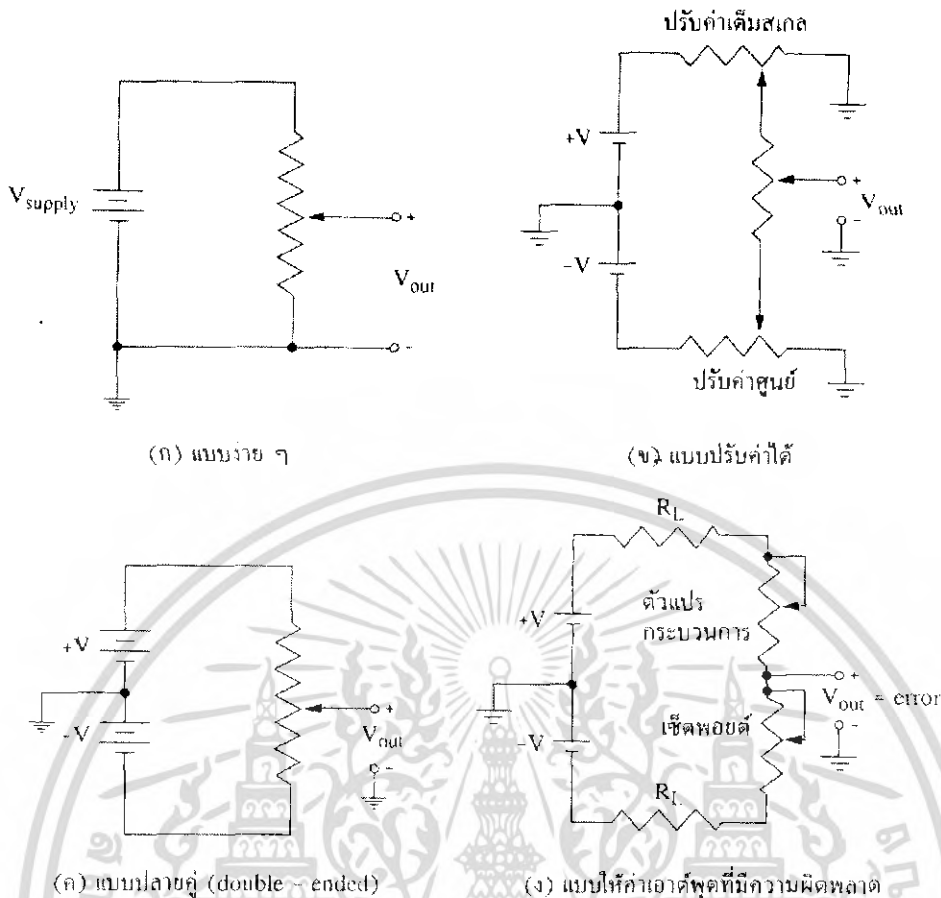 V_supply
+
V_out
-
(ก) แบบง่าย ๆ
ปรับค่าเต็มสเกล
+V
-V
+
V_out
-
ปรับค่าศูนย์
(ข) แบบปรับค่าได้
+V
-V
+
V_out
-
(ค) แบบปลายคู่ (double - ended)
R_L
ตัวแปร
กระบวนการ
+V
+
V_out = error
-
เซ็ตพอยต์
-V
R_L
(ง) แบบให้ค่าเอาต์พุตที่มีความผิดพลาด